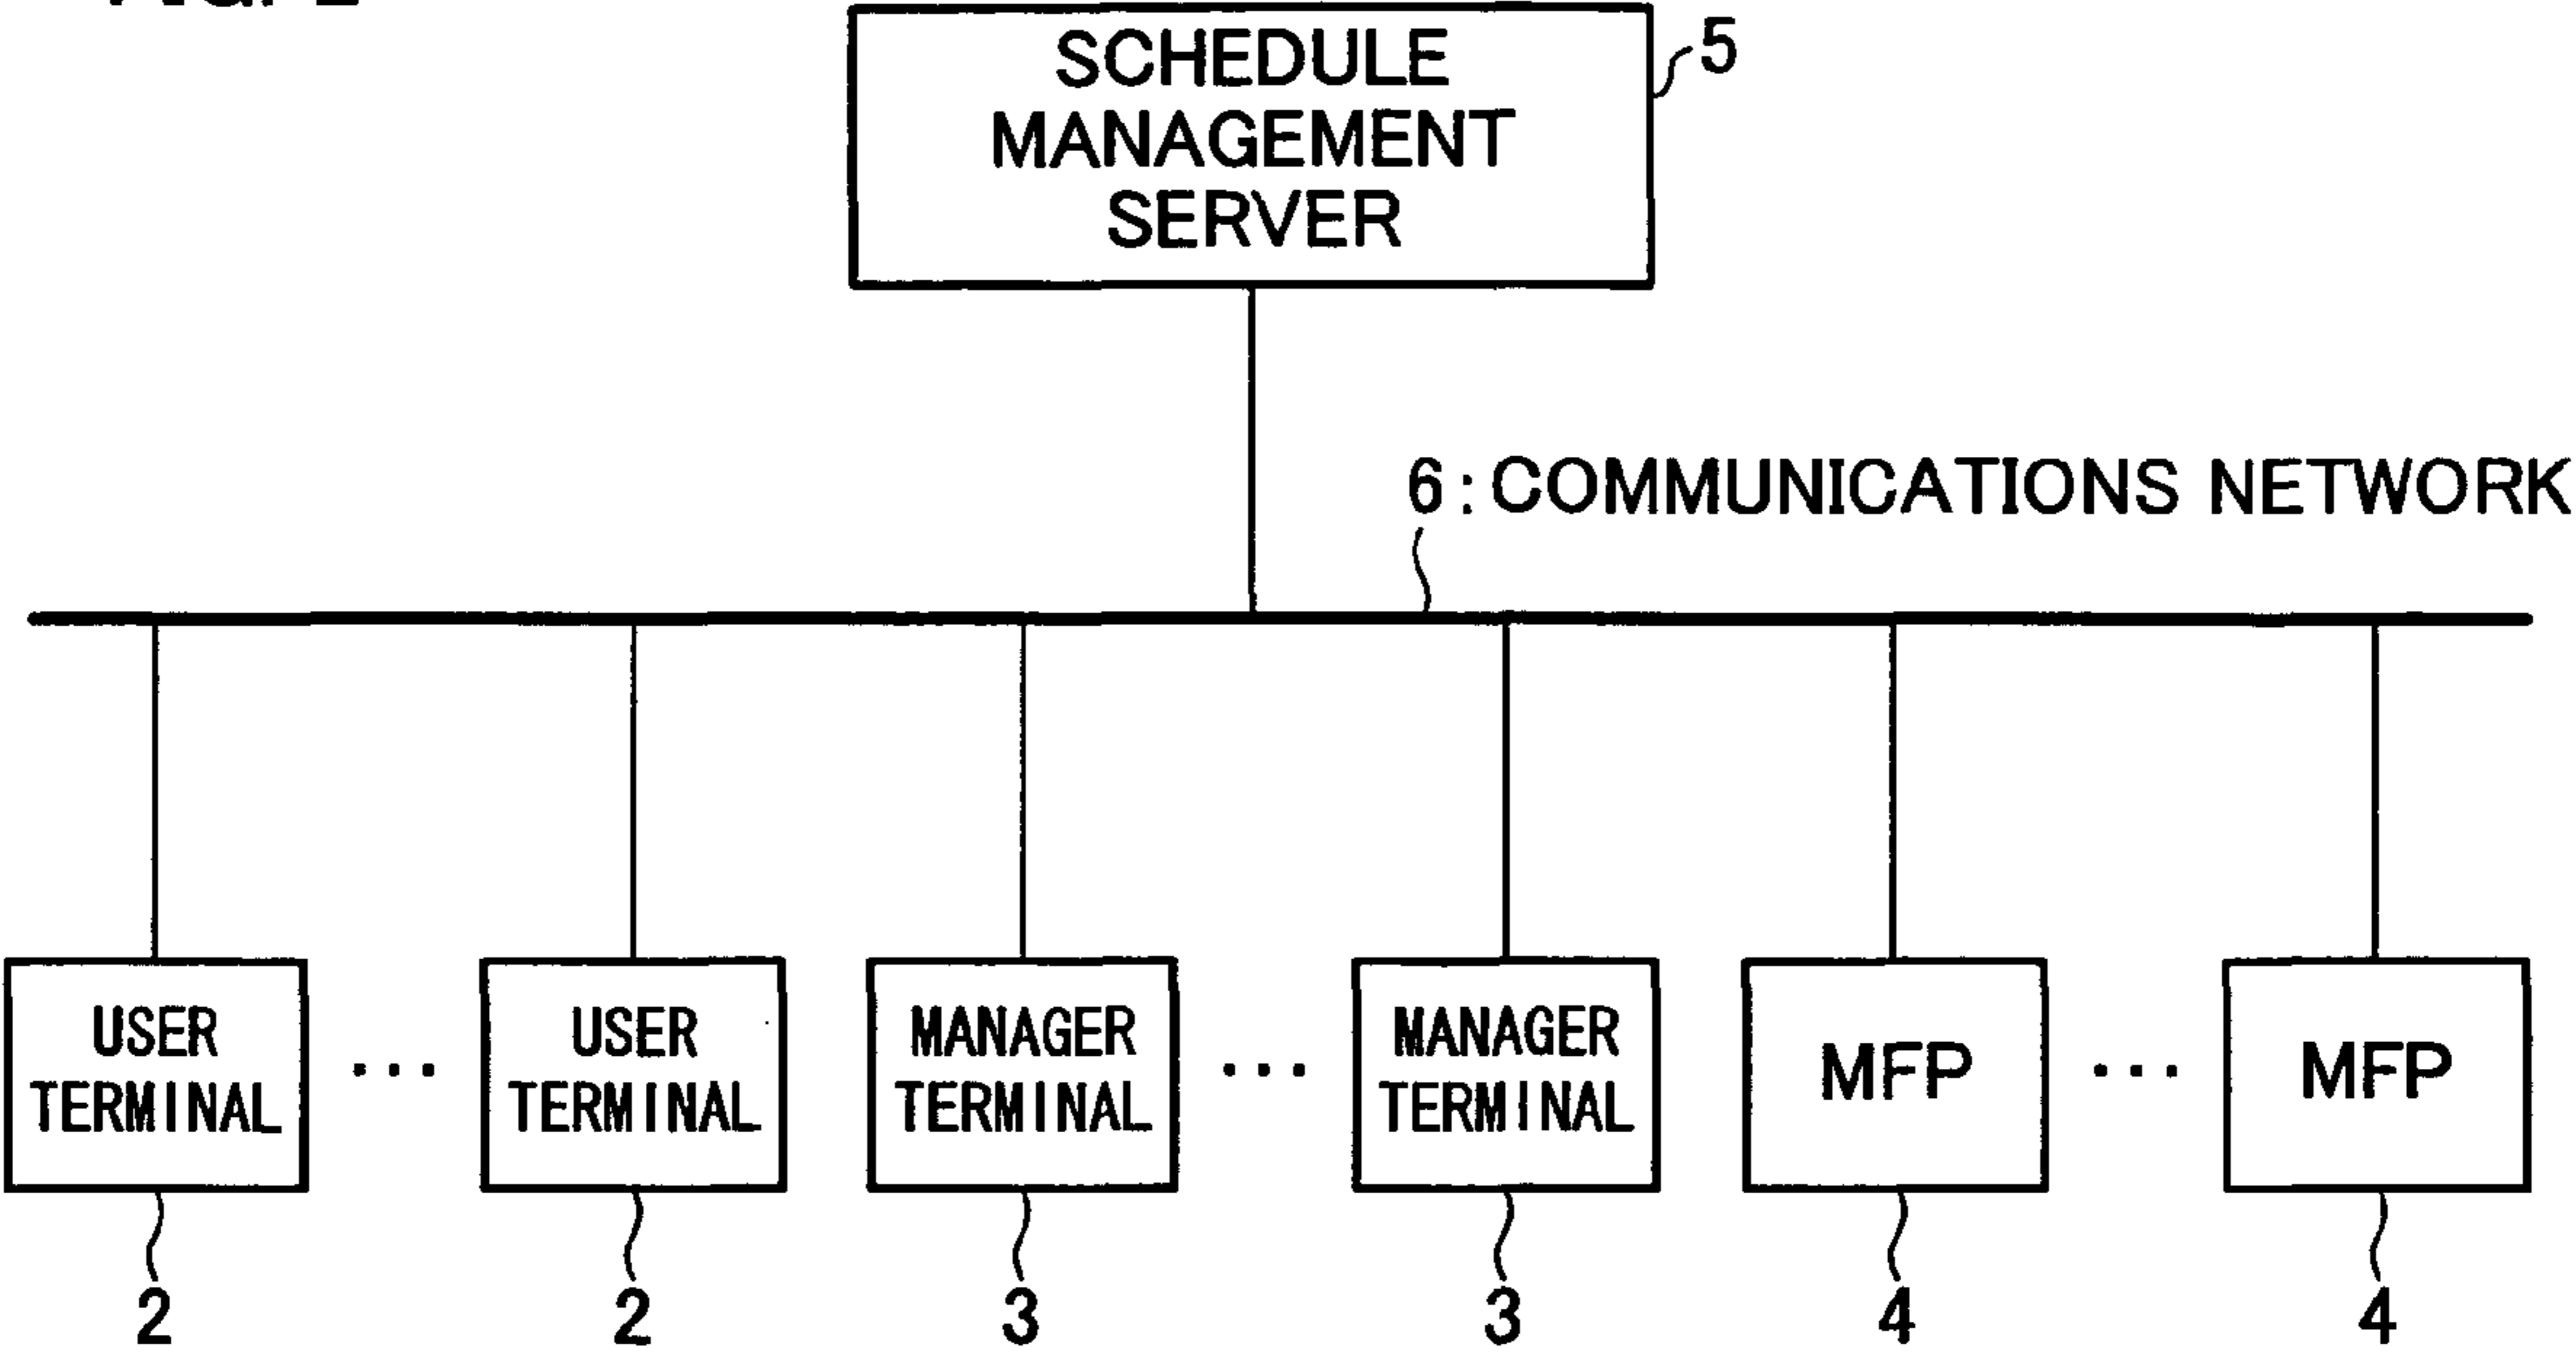 SCHEDULE
MANAGEMENT
SERVER
5
6 : COMMUNICATIONS NETWORK
USER
TERMINAL
...
USER
TERMINAL
MANAGER
TERMINAL
...
MANAGER
TERMINAL
MFP
...
MFP
2
2
3
3
4
4